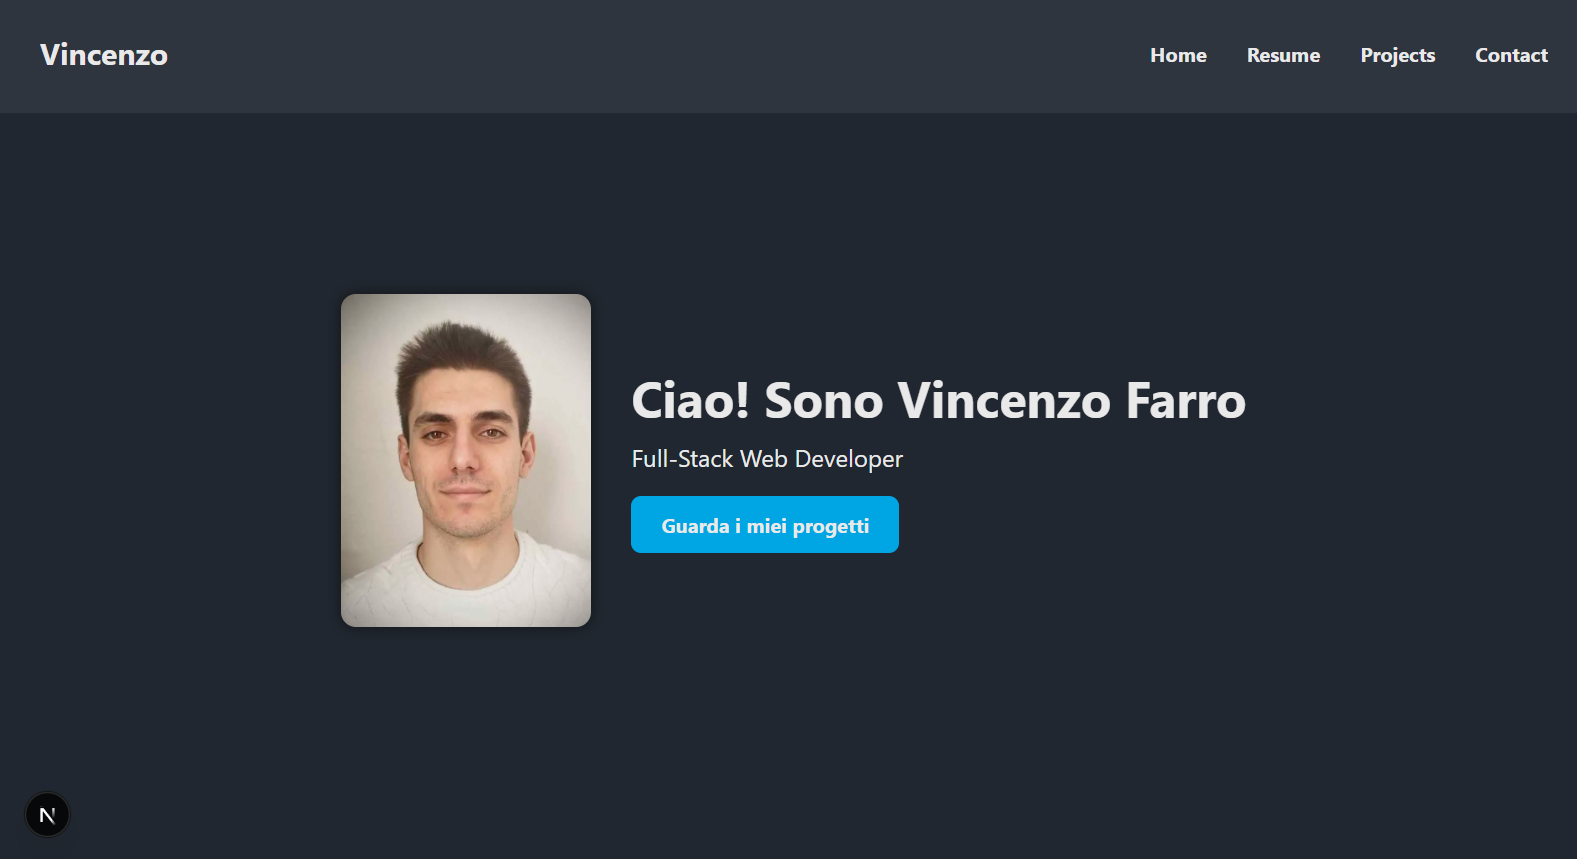 Vincenzo
Home Resume Projects Contact
Ciao! Sono Vincenzo Farro
Full-Stack Web Developer
Guarda i miei progetti
N